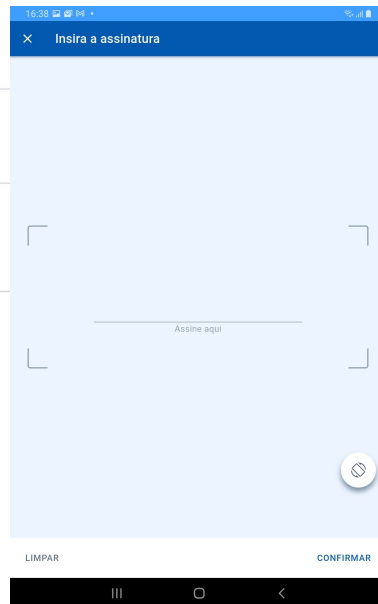 16:38
Insira a assinatura
Assine aqui
LIMPAR
CONFIRMAR